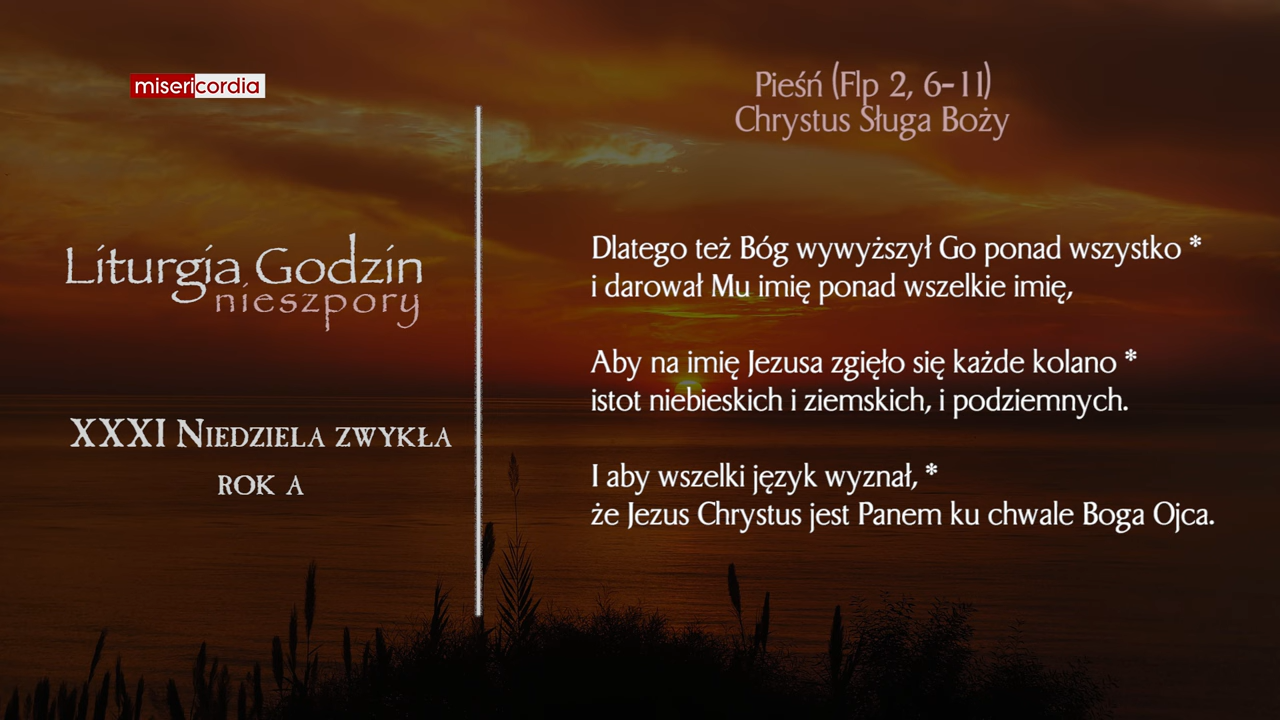 misericordia
Liturgia Godzin
nieszpory
XXXI Niedziela zwykła
rok A
Pieśń (Flp 2, 6-11)
Chrystus Sługa Boży
Dlatego też Bóg wywyższył Go ponad wszystko *
i darował Mu imię ponad wszelkie imię,
Aby na imię Jezusa zgięło się każde kolano *
istot niebieskich i ziemskich, i podziemnych.
I aby wszelki język wyznał, *
że Jezus Chrystus jest Panem ku chwale Boga Ojca.